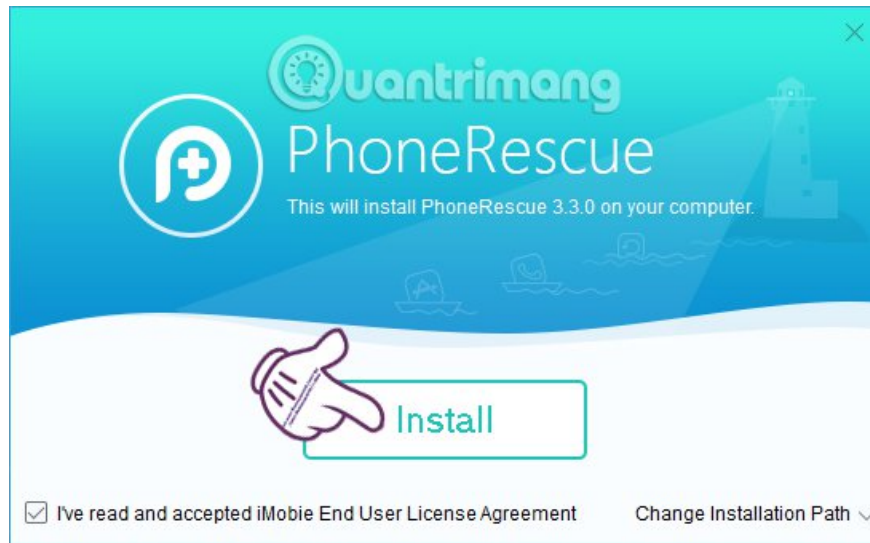 Quantrimang
PhoneRescue
This will install PhoneRescue 3.3.0 on your computer.
Install
I've read and accepted iMobie End User License Agreement
Change Installation Path